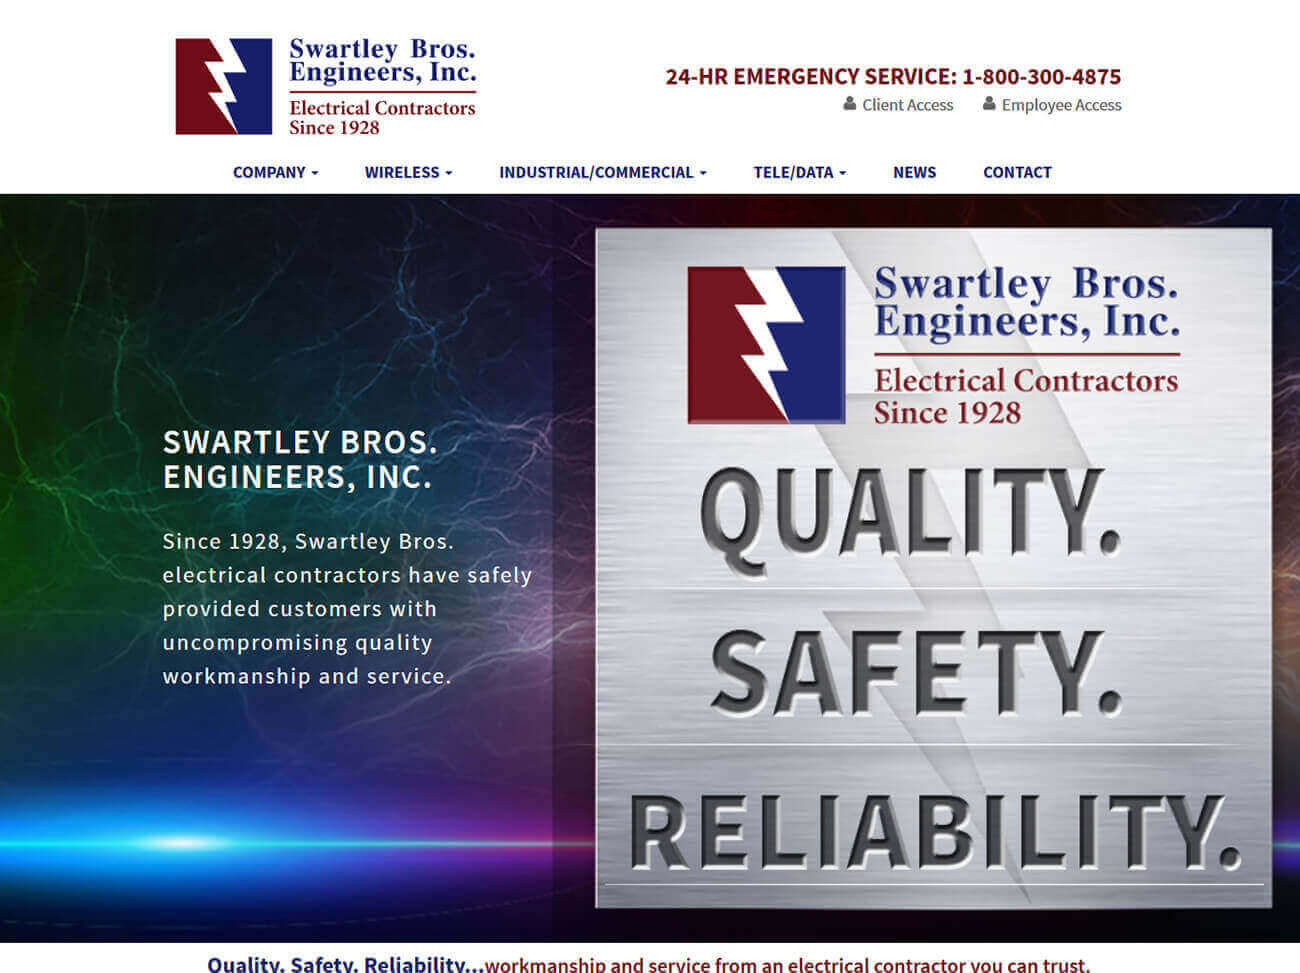 Swartley Bros.
Engineers, Inc.
Electrical Contractors
Since 1928
24-HR EMERGENCY SERVICE: 1-800-300-4875
Client Access
Employee Access
COMPANY
WIRELESS
INDUSTRIAL/COMMERCIAL
TELE/DATA
NEWS
CONTACT
SWARTLEY BROS.
ENGINEERS, INC.
Since 1928, Swartley Bros.
electrical contractors have safely
provided customers with
uncompromising quality
workmanship and service.
Swartley Bros.
Engineers, Inc.
Electrical Contractors
Since 1928
QUALITY.
SAFETY.
RELIABILITY.
Quality. Safety. Reliability...workmanship and service from an electrical contractor you can trust.